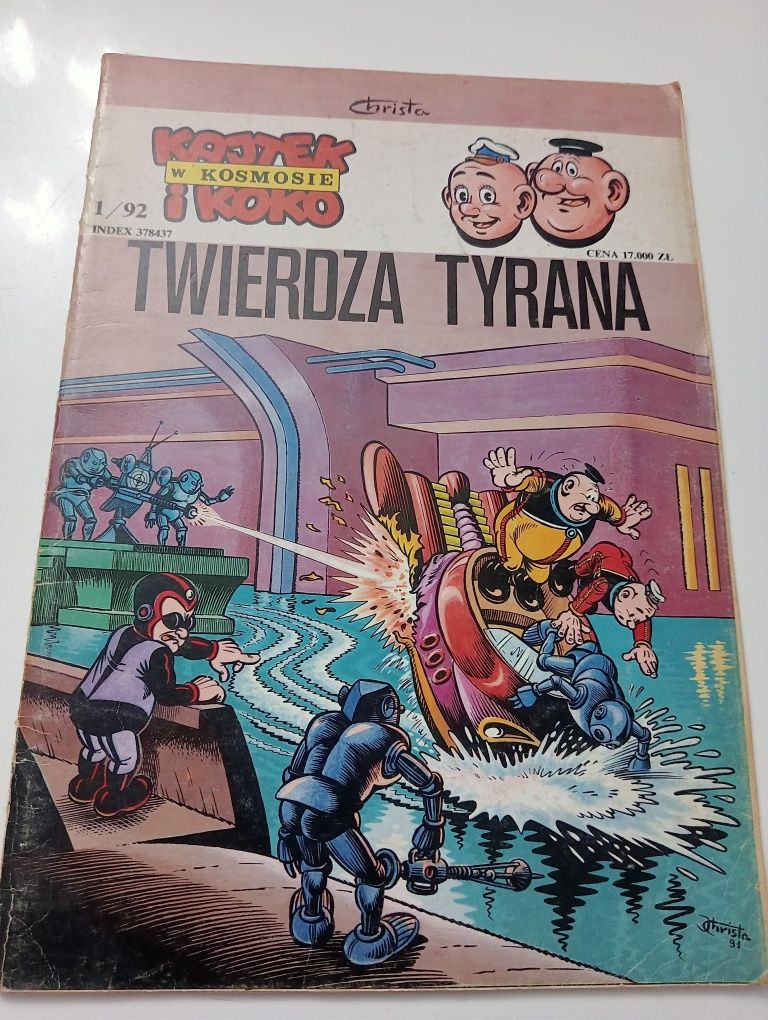 Christa
KAJTEK
W KOSMOSIE
I KOKO
1/92
INDEX 378437
CENA 17.000 ZŁ
TWIERDZA TYRANA
Christa
91